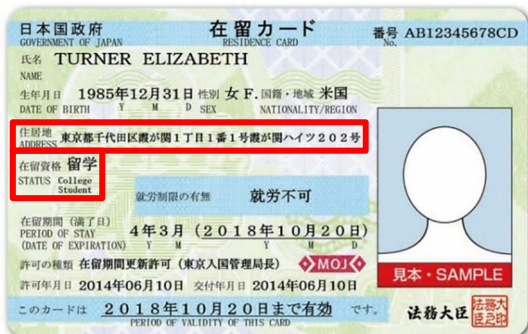 日本国政府 在留カード 番号 AB12345678CD
GOVERNMENT OF JAPAN RESIDENCE CARD No.
氏名 TURNER ELIZABETH
NAME
生年月日 1985年12月31日 性別 女 F. 国籍・地域 米国
DATE OF BIRTH Y M D SEX NATIONALITY/REGION
住居地 東京都千代田区霞が関1丁目1番1号霞が関ハイツ202号
ADDRESS
在留資格 留学
STATUS College
Student
就労制限の有無 就労不可
在留期間(満了日) 4年3月(2018年10月20日)
PERIOD OF STAY
(DATE OF EXPIRATION) Y M Y M D
許可の種類 在留期間更新許可(東京入国管理局長) MOJ
許可年月日 2014年06月10日 交付年月日 2014年06月10日
見本・SAMPLE
このカードは 2018年10月20日まで有効 です。 法務大臣
PERIOD OF VALIDITY OF THIS CARD